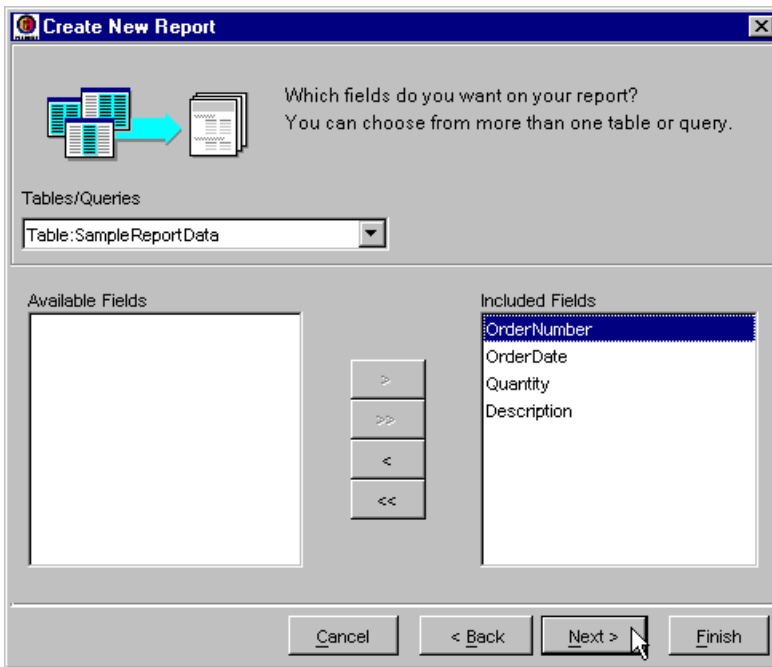 Create New Report
Which fields do you want on your report?
You can choose from more than one table or query.
Tables/Queries
Table:SampleReportData
Available Fields
Included Fields
OrderNumber
OrderDate
Quantity
Description
>
>>
<
<<
Cancel
< Back
Next >
Finish